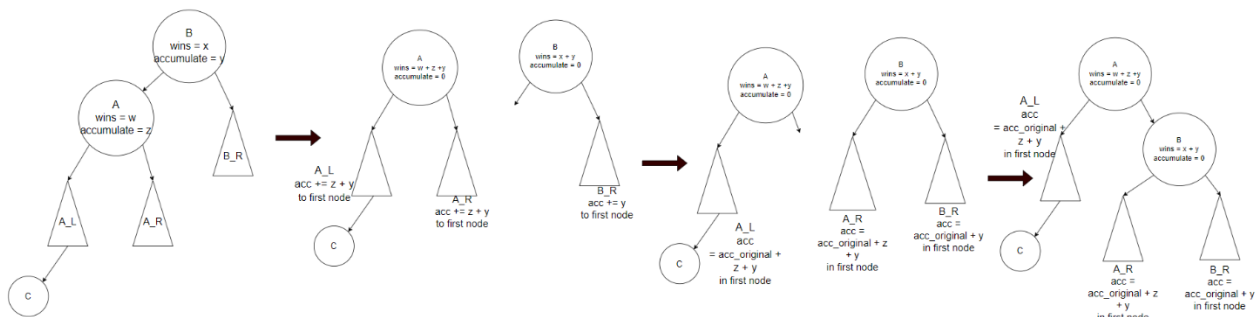 B
wins = x
accumulate = y
A
wins = w
accumulate = z
B_R
A_L
A_R
C
A
wins = w + z +y
accumulate = 0
B
wins = x + y
accumulate = 0
A_L
acc += z + y
to first node
A_R
acc += z + y
to first node
B_R
acc += y
to first node
C
A
wins = w + z +y
accumulate = 0
B
wins = x + y
accumulate = 0
A_L
acc
= acc_original +
z + y
in first node
C
A_R
acc =
acc_original + z
+ y
in first node
B_R
acc =
acc_original + y
in first node
A
wins = w + z +y
accumulate = 0
A_L
acc
= acc_original +
z + y
in first node
B
wins = x + y
accumulate = 0
C
A_R
acc =
acc_original + z
+ y
in first node
B_R
acc =
acc_original + y
in first node